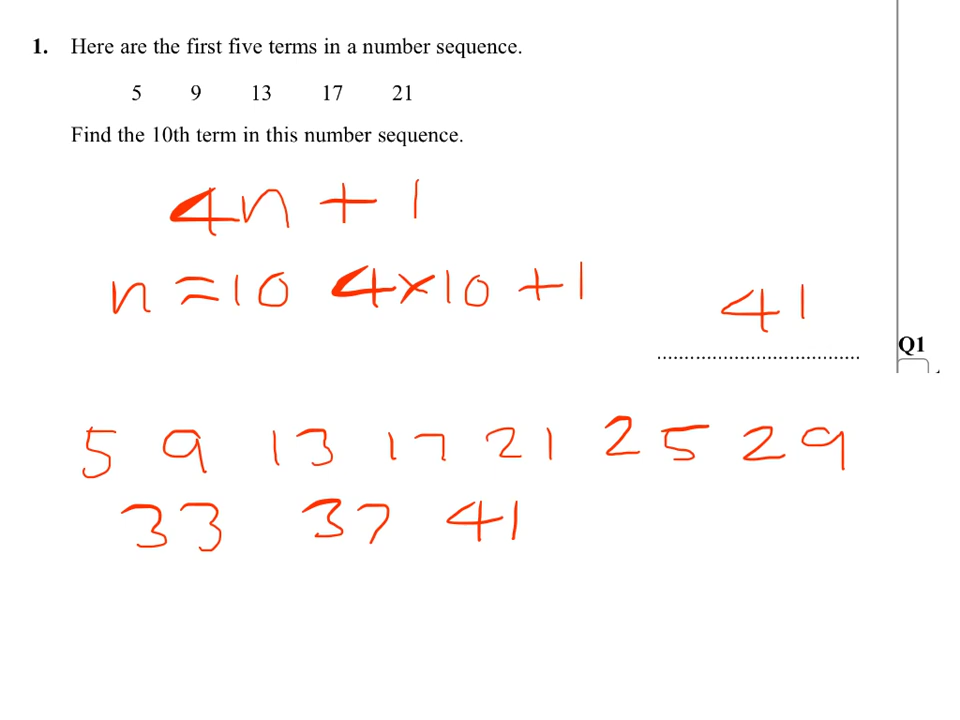 1. Here are the first five terms in a number sequence.
5 9 13 17 21
Find the 10th term in this number sequence.
4n + 1
n = 10 4×10 + 1
41
Q1
5 9 13 17 21 25 29
33 37 41